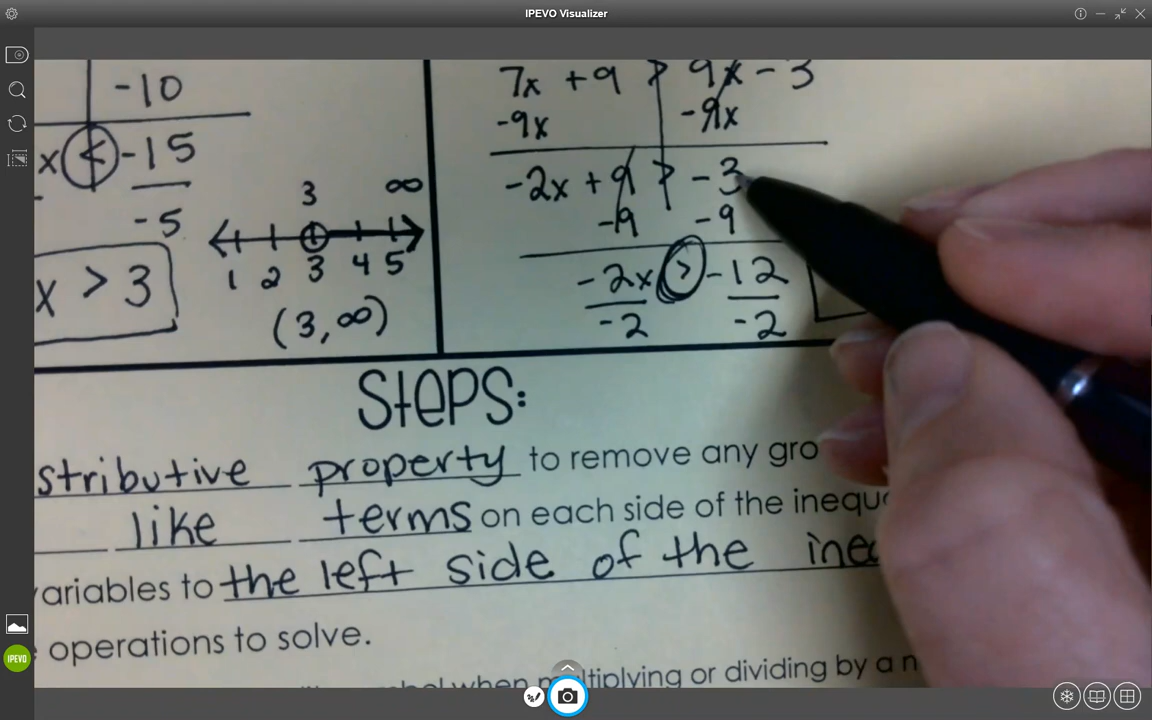 IPEVO Visualizer
-10
x < -15
-5
x > 3
3 ∞
1 2 3 4 5
(3, ∞)
7x + 9 > 9x - 3
-9x -9x
-2x + 9 > -3
-9 -9
-2x > -12
-2 -2
Steps:
stributive property to remove any gro
like terms on each side of the inequ
variables to the left side of the ine
operations to solve.
when multiplying or dividing by a n
IPEVO